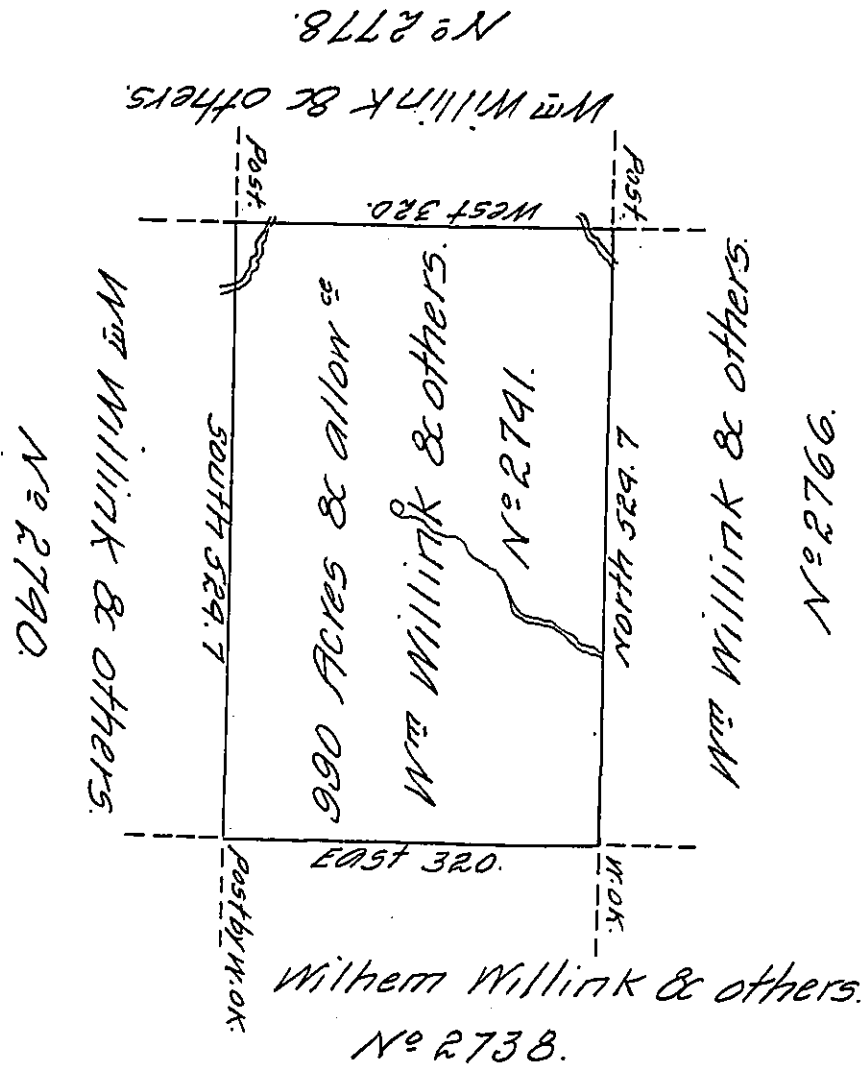 Nº 2778.
Wm Willink & others.
Post.
Post.
West 320.
Wm Willink & others.
Nº 2790.
South 529.7
990 Acres & allow ce
Wm Willink & others.
Nº 2791.
North 529.7
Wm Willink & others.
Nº 2766.
East 320.
Post by W.OK.
W.OK.
Wilhem Willink & others.
Nº 2738.